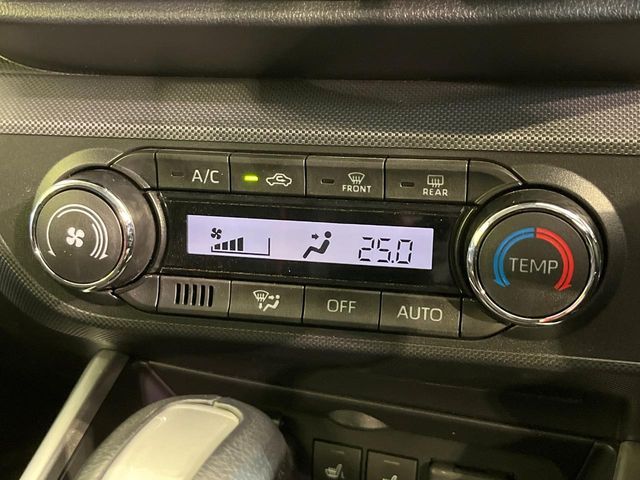 A/C
FRONT
REAR
25.0
TEMP
OFF
AUTO